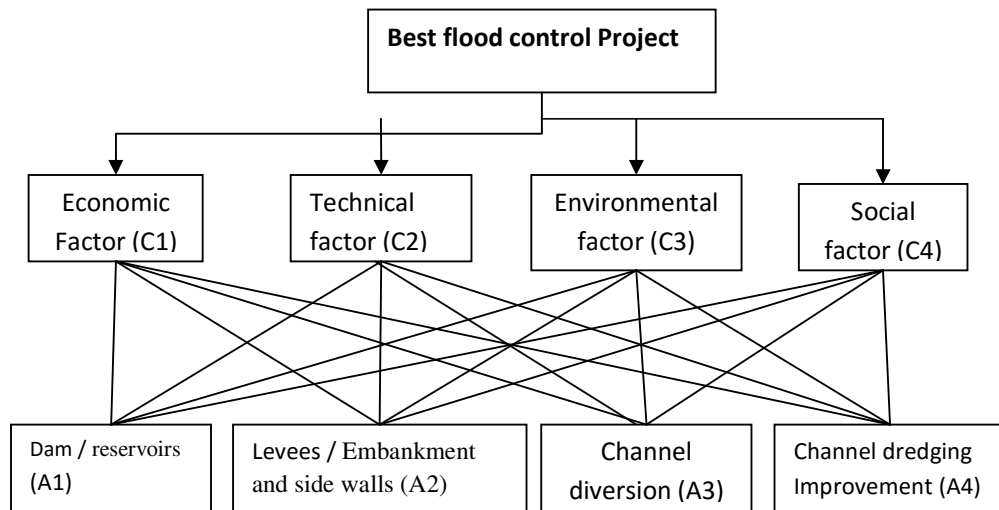 Best flood control Project
Economic
Factor (C1)
Technical
factor (C2)
Environmental
factor (C3)
Social
factor (C4)
Dam / reservoirs
(A1)
Levees / Embankment
and side walls (A2)
Channel
diversion (A3)
Channel dredging
Improvement (A4)